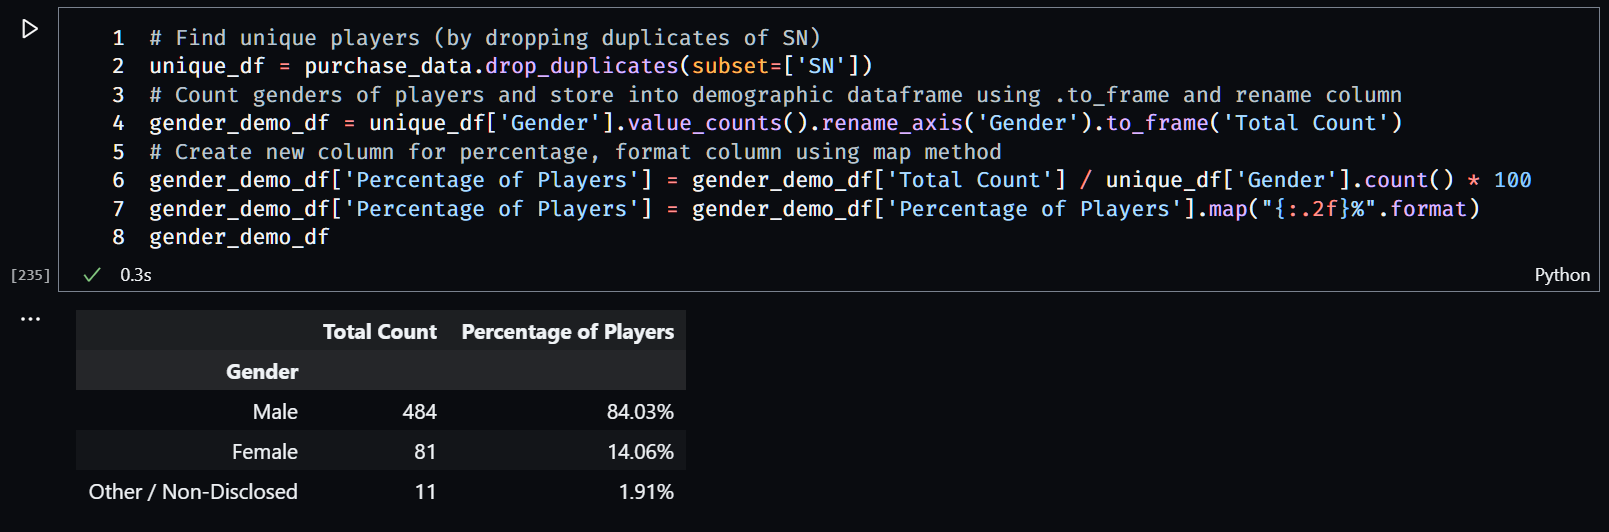 1 # Find unique players (by dropping duplicates of SN)
2 unique_df = purchase_data.drop_duplicates(subset=['SN'])
3 # Count genders of players and store into demographic dataframe using .to_frame and rename column
4 gender_demo_df = unique_df['Gender'].value_counts().rename_axis('Gender').to_frame('Total Count')
5 # Create new column for percentage, format column using map method
6 gender_demo_df['Percentage of Players'] = gender_demo_df['Total Count'] / unique_df['Gender'].count() * 100
7 gender_demo_df['Percentage of Players'] = gender_demo_df['Percentage of Players'].map("{:.2f}%".format)
8 gender_demo_df
[235] ✓ 0.3s Python
...
Total Count Percentage of Players
Gender
Male 484 84.03%
Female 81 14.06%
Other / Non-Disclosed 11 1.91%